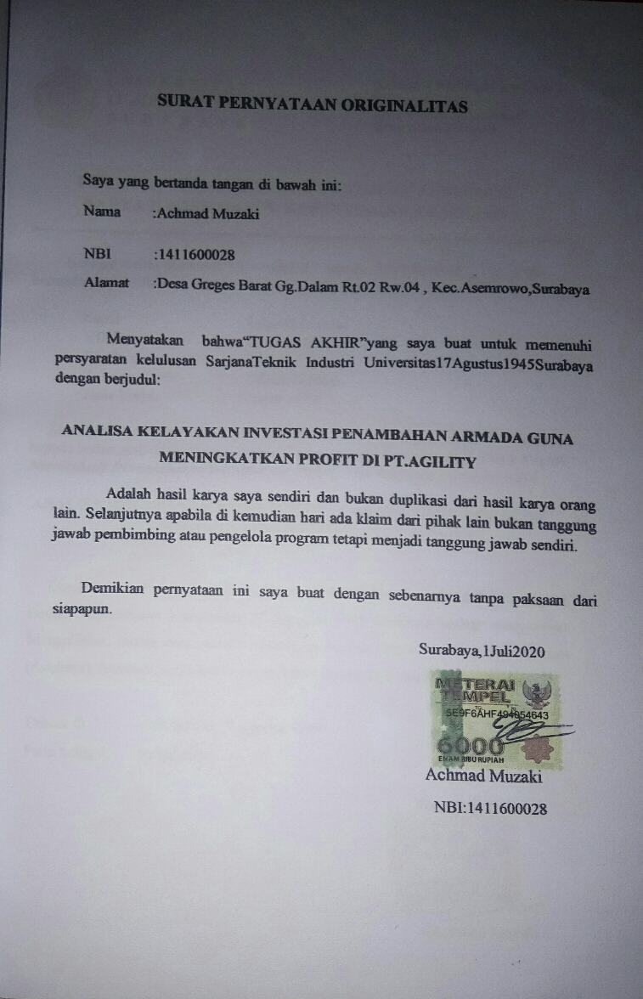 SURAT PERNYATAAN ORIGINALITAS
Saya yang bertanda tangan di bawah ini:
Nama :Achmad Muzaki
NBI :1411600028
Alamat :Desa Greges Barat Gg.Dalam Rt.02 Rw.04 , Kec.Asemrowo,Surabaya
Menyatakan bahwa“TUGAS AKHIR”yang saya buat untuk memenuhi
persyaratan kelulusan SarjanaTeknik Industri Universitas17Agustus1945Surabaya
dengan berjudul:
ANALISA KELAYAKAN INVESTASI PENAMBAHAN ARMADA GUNA
MENINGKATKAN PROFIT DI PT.AGILITY
Adalah hasil karya saya sendiri dan bukan duplikasi dari hasil karya orang
lain. Selanjutnya apabila di kemudian hari ada klaim dari pihak lain bukan tanggung
jawab pembimbing atau pengelola program tetapi menjadi tanggung jawab sendiri.
Demikian pernyataan ini saya buat dengan sebenarnya tanpa paksaan dari
siapapun.
Surabaya,1Juli2020
METERAI
TEMPEL
6000
ENAM RIBU RUPIAH
Achmad Muzaki
NBI:1411600028